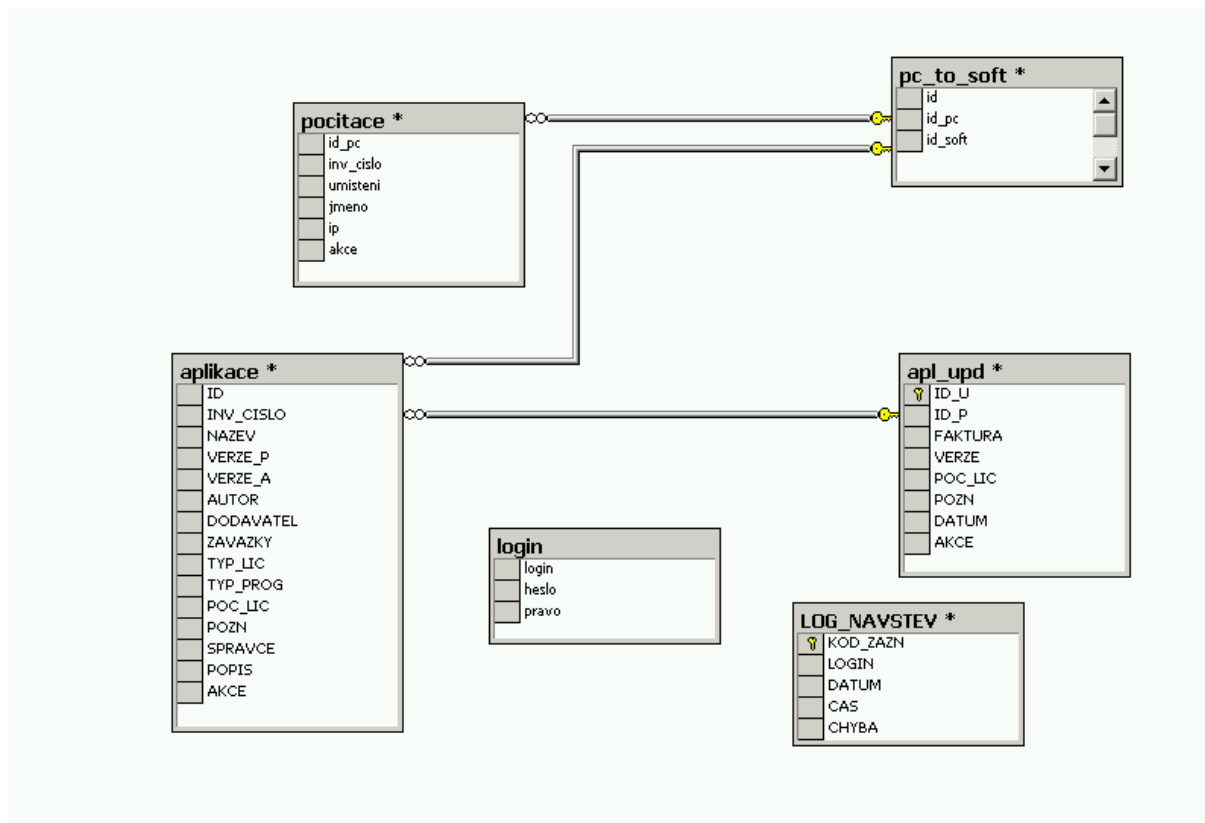 pocitace *
id_pc
inv_cislo
umisteni
jmeno
ip
akce
pc_to_soft *
id
id_pc
id_soft
aplikace *
ID
INV_CISLO
NAZEV
VERZE_P
VERZE_A
AUTOR
DODAVATEL
ZAVAZKY
TYP_LIC
TYP_PROG
POC_LIC
POZN
SPRAVCE
POPIS
AKCE
apl_upd *
ID_U
ID_P
FAKTURA
VERZE
POC_LIC
POZN
DATUM
AKCE
login
login
heslo
pravo
LOG_NAVSTEV *
KOD_ZAZN
LOGIN
DATUM
CAS
CHYBA